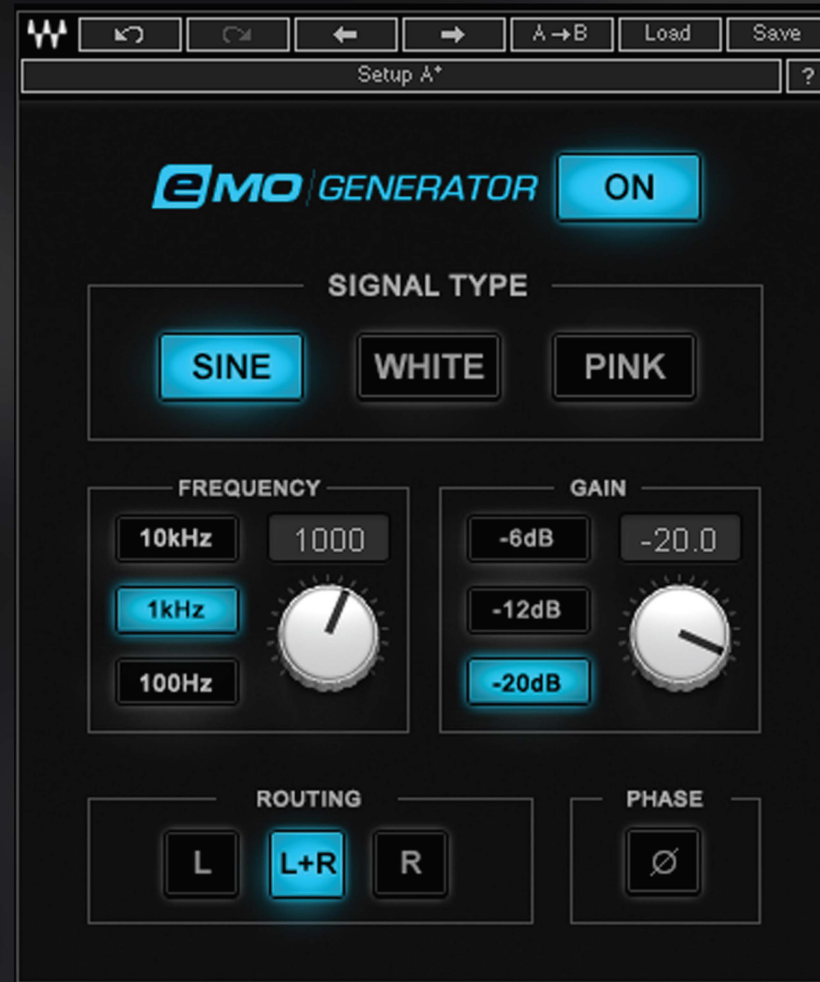 A→B Load Save
Setup A* ?
eMO GENERATOR ON
SIGNAL TYPE
SINE WHITE PINK
FREQUENCY GAIN
10kHz 1000 -6dB -20.0
1kHz -12dB
100Hz -20dB
ROUTING PHASE
L L+R R Ø